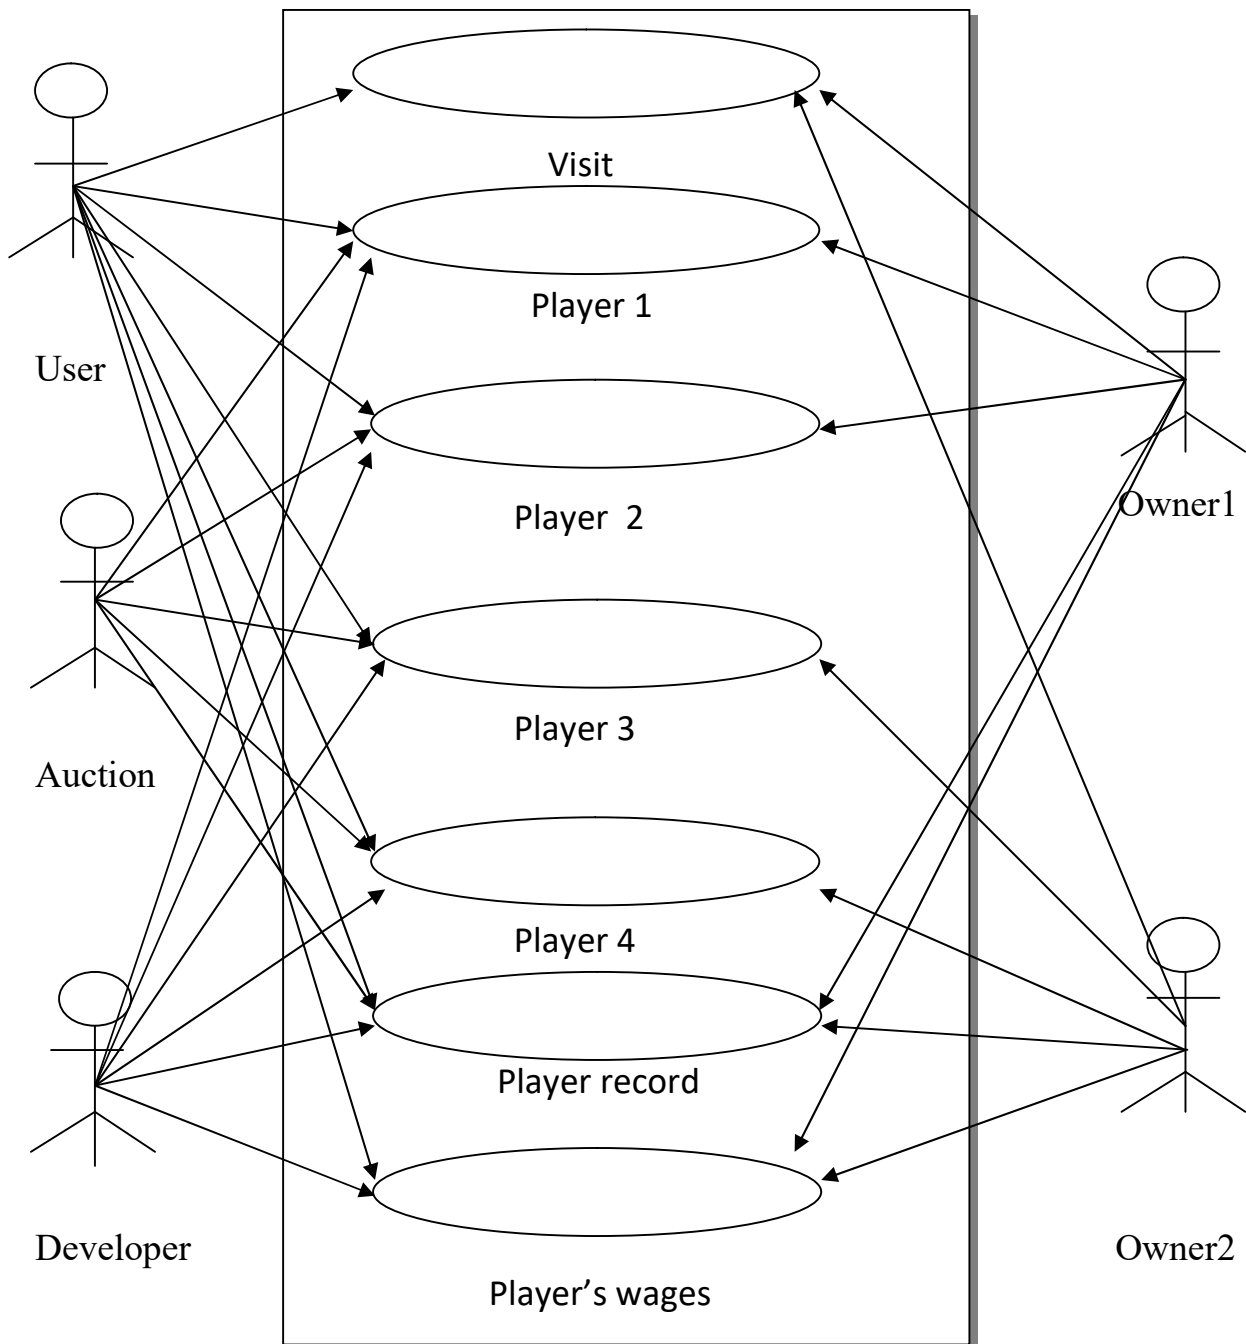 Visit
Player 1
User
Owner1
Player  2
Player 3
Auction
Player 4
Player record
Developer
Owner2
Player’s wages